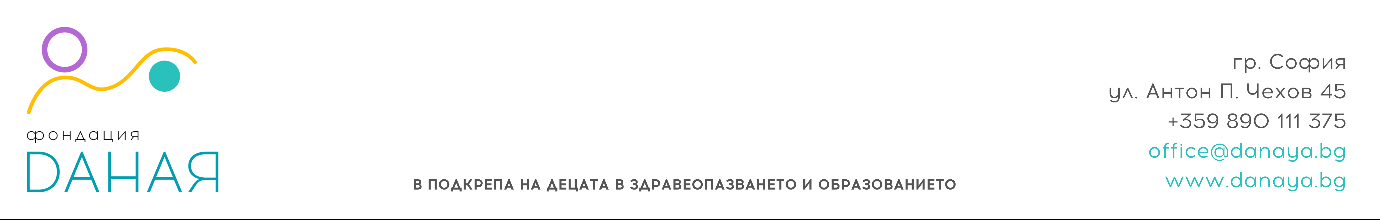 фондация
DАНАЯ
В ПОДКРЕПА НА ДЕЦАТА В ЗДРАВЕОПАЗВАНЕТО И ОБРАЗОВАНИЕТО
гр. София
ул. Антон П. Чехов 45
+359 890 111 375
office@danaya.bg
www.danaya.bg